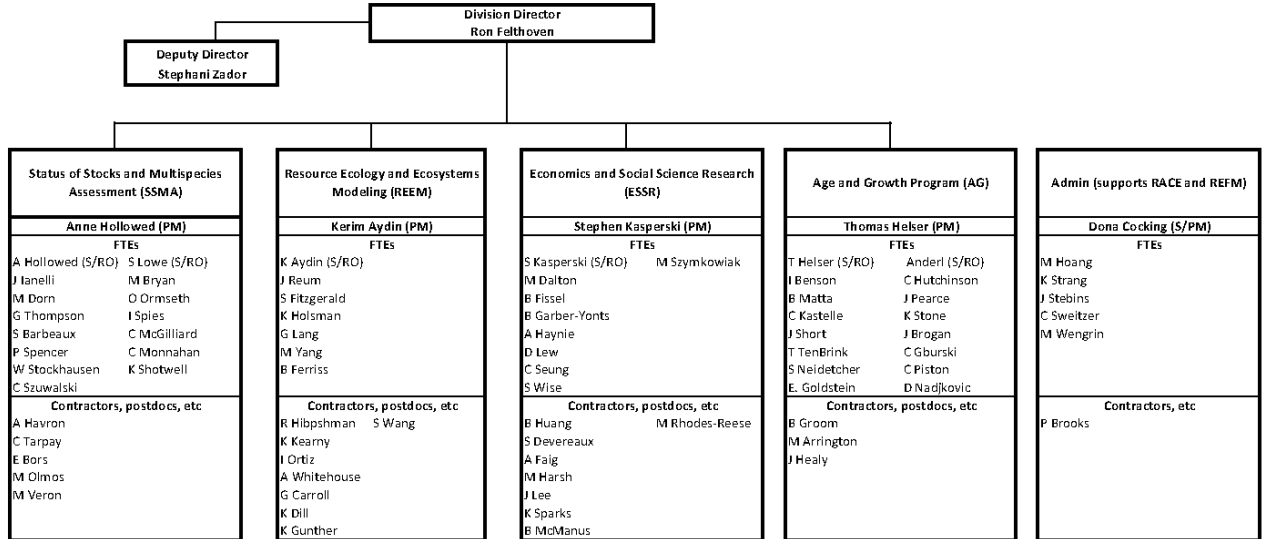 Division Director
Ron Felthoven
Deputy Director
Stephani Zador
Status of Stocks and Multispecies
Assessment (SSMA)
Anne Hollowed (PM)
FTEs
A Hollowed (S/RO) S Lowe (S/RO)
J Ianelli M Bryan
M Dorn O Ormseth
G Thompson I Spies
S Barbeaux C McGilliard
P Spencer C Monnahan
W Stockhausen K Shotwell
C Szuwalski
Contractors, postdocs, etc
A Havron
C Tarpay
E Bors
M Olmos
M Veron
Resource Ecology and Ecosystems
Modeling (REEM)
Kerim Aydin (PM)
FTEs
K Aydin (S/RO)
J Reum
S Fitzgerald
K Holsman
G Lang
M Yang
B Ferriss
Contractors, postdocs, etc
R Hibpshman S Wang
K Kearny
I Ortiz
A Whitehouse
G Carroll
K Dill
K Gunther
Economics and Social Science Research
(ESSR)
Stephen Kasperski (PM)
FTEs
S Kasperski (S/RO) M Szymkowiak
M Dalton
B Fissel
B Garber-Yonts
A Haynie
D Lew
C Seung
S Wise
Contractors, postdocs, etc
B Huang M Rhodes-Reese
S Devereaux
A Faig
M Harsh
J Lee
K Sparks
B McManus
Age and Growth Program (AG)
Thomas Helser (PM)
FTEs
T Helser (S/RO) Anderl (S/RO)
I Benson C Hutchinson
B Matta J Pearce
C Kastelle K Stone
J Short J Brogan
T TenBrink C Gburski
S Neidetcher C Piston
E. Goldstein D Nadjkovic
Contractors, postdocs, etc
B Groom
M Arrington
J Healy
Admin (supports RACE and REFM)
Dona Cocking (S/PM)
FTEs
M Hoang
K Strang
J Stebins
C Sweitzer
M Wengrin
Contractors, etc
P Brooks